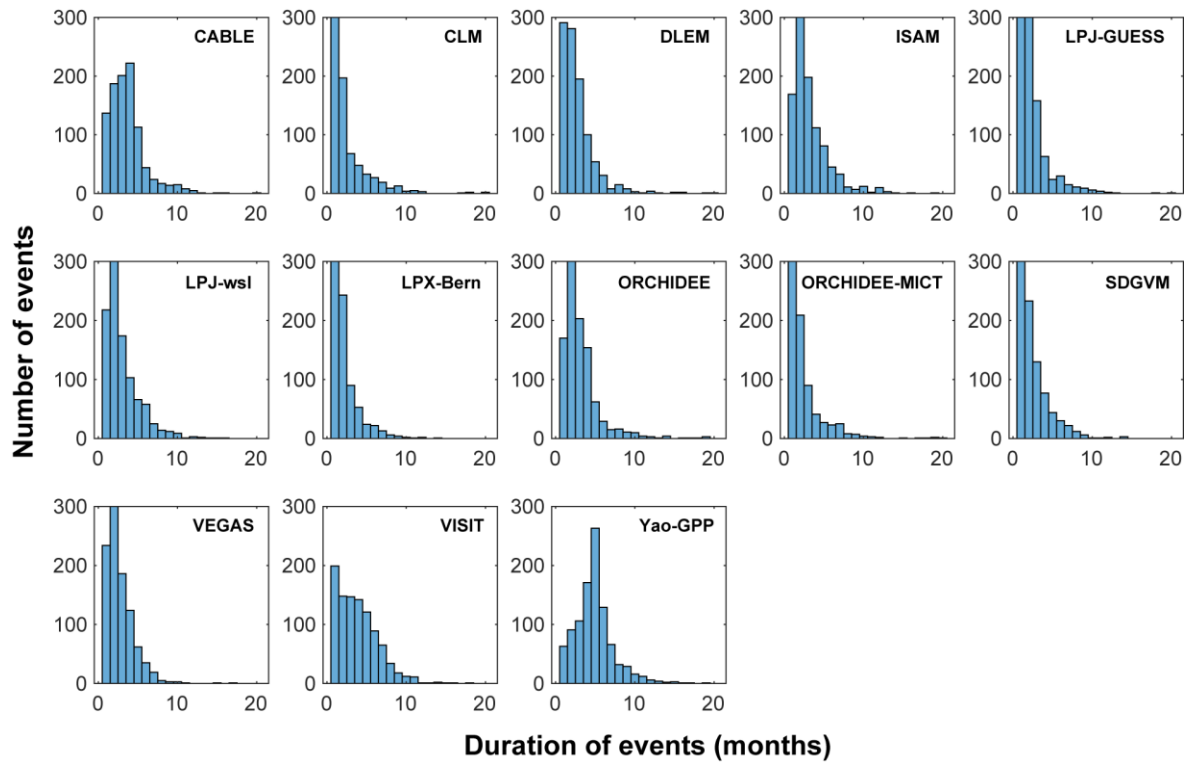 300 CABLE 300 CLM 300 DLEM 300 ISAM 300 LPJ-GUESS
200 200 200 200 200
100 100 100 100 100
0 0 0 0 0
0 10 20 0 10 20 0 10 20 0 10 20 0 10 20
Number of events
300 LPJ-wsl 300 LPX-Bern 300 ORCHIDEE 300 ORCHIDEE-MICT 300 SDGVM
200 200 200 200 200
100 100 100 100 100
0 0 0 0 0
0 10 20 0 10 20 0 10 20 0 10 20 0 10 20
300 VEGAS 300 VISIT 300 Yao-GPP
200 200 200
100 100 100
0 0 0
0 10 20 0 10 20 0 10 20
Duration of events (months)